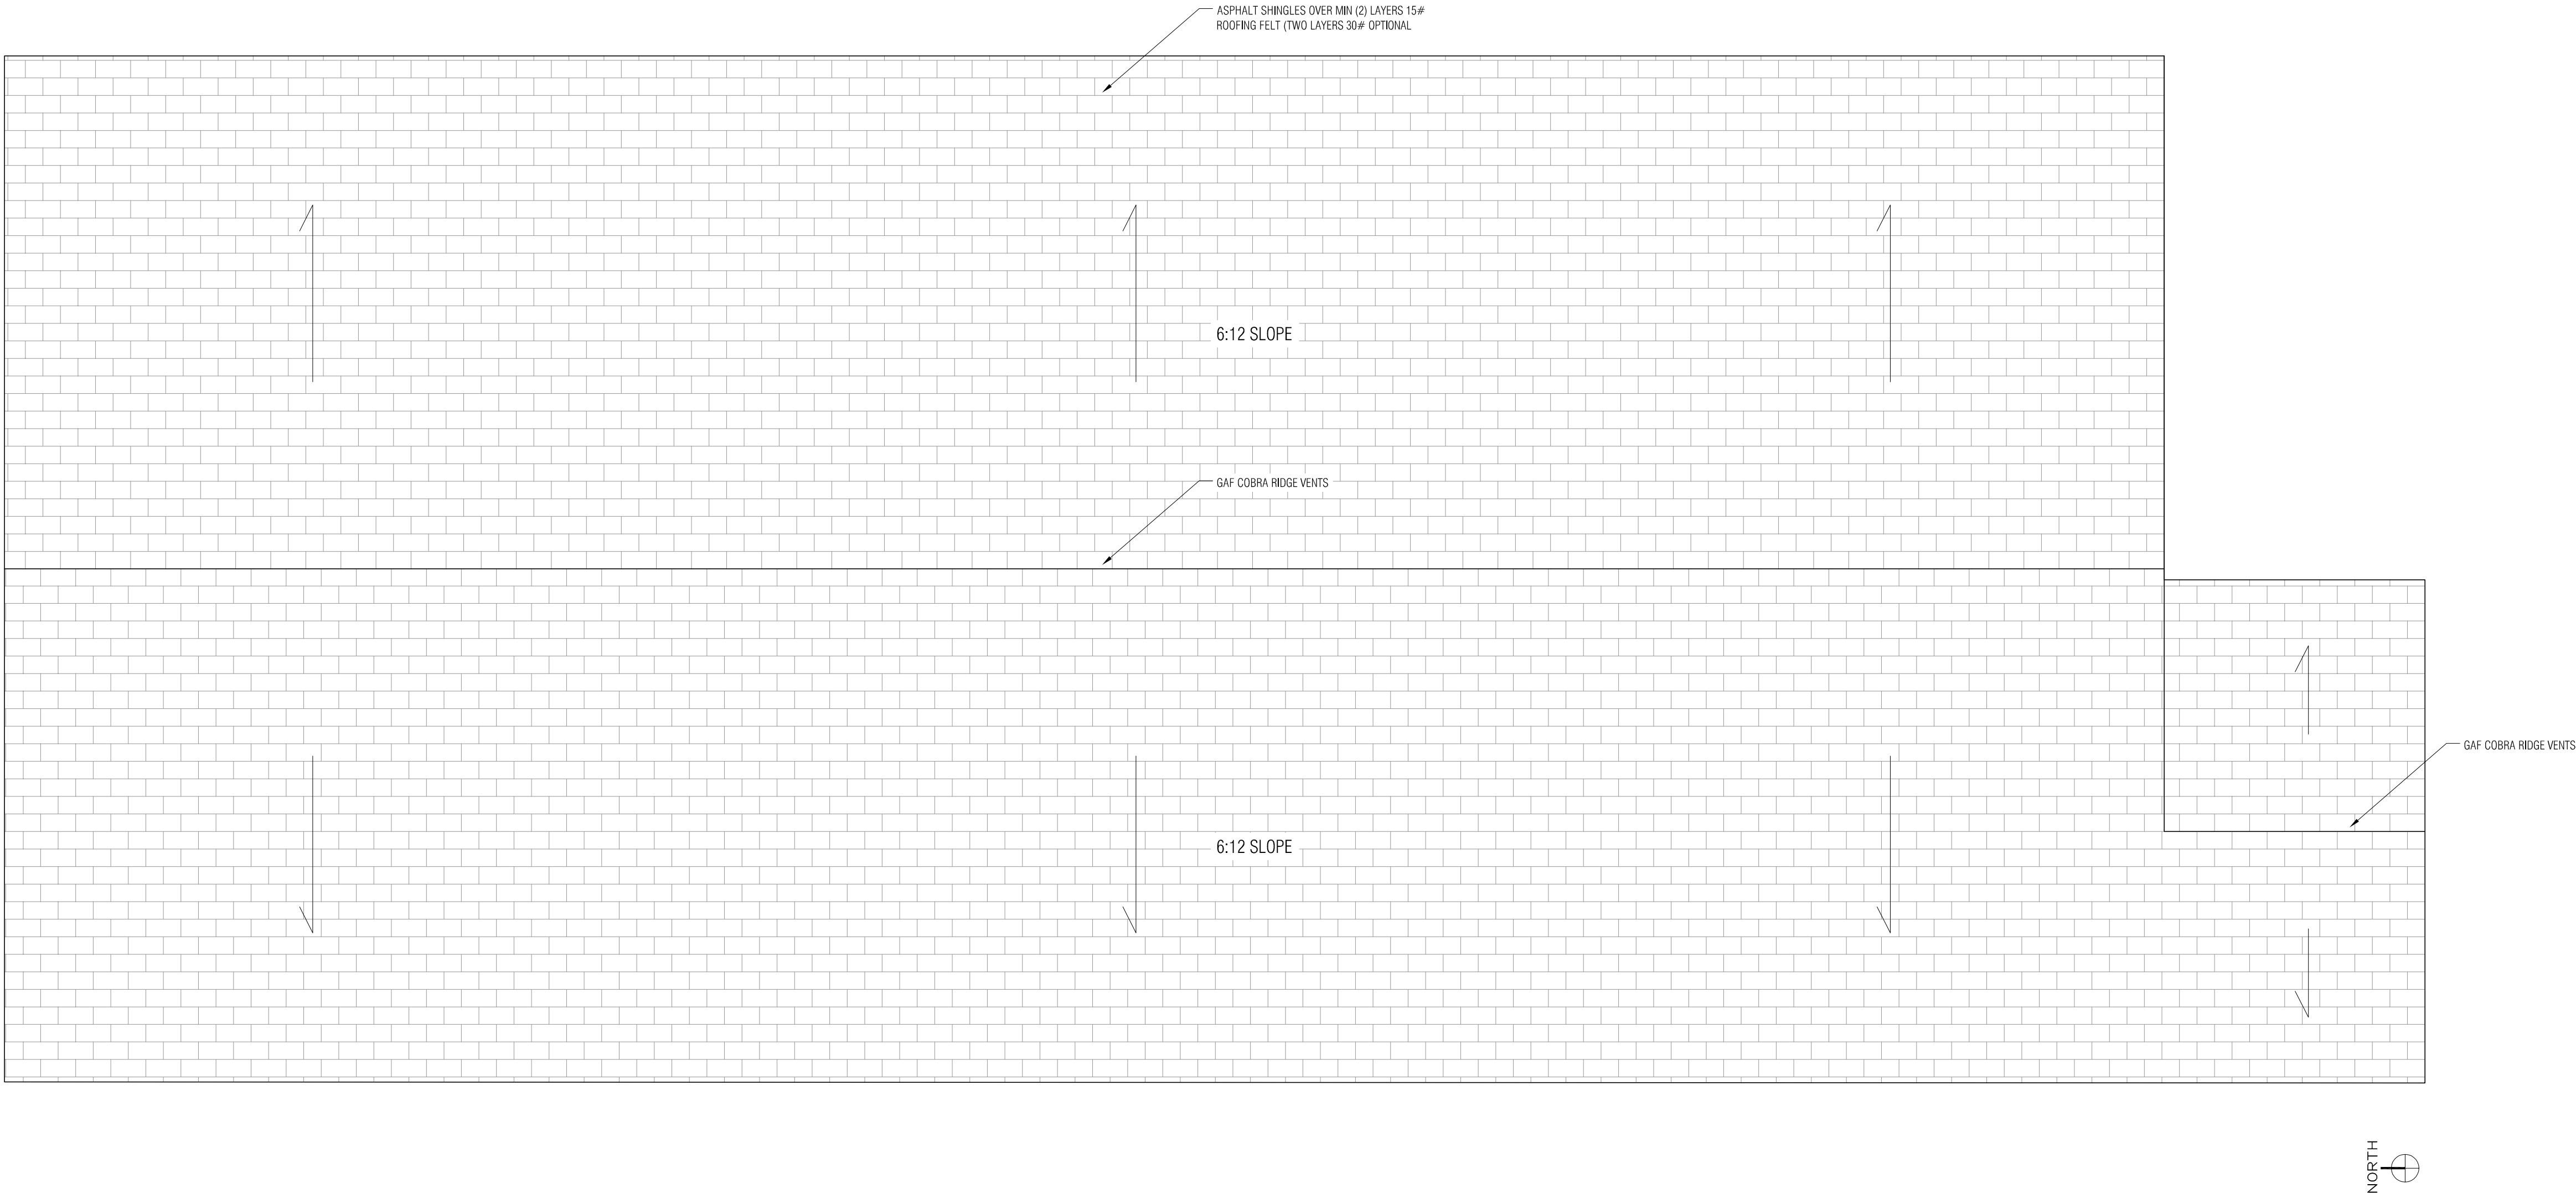 ASPHALT SHINGLES OVER MIN (2) LAYERS 15#
ROOFING FELT (TWO LAYERS 30# OPTIONAL
6:12 SLOPE
GAF COBRA RIDGE VENTS
GAF COBRA RIDGE VENTS
6:12 SLOPE
NORTH